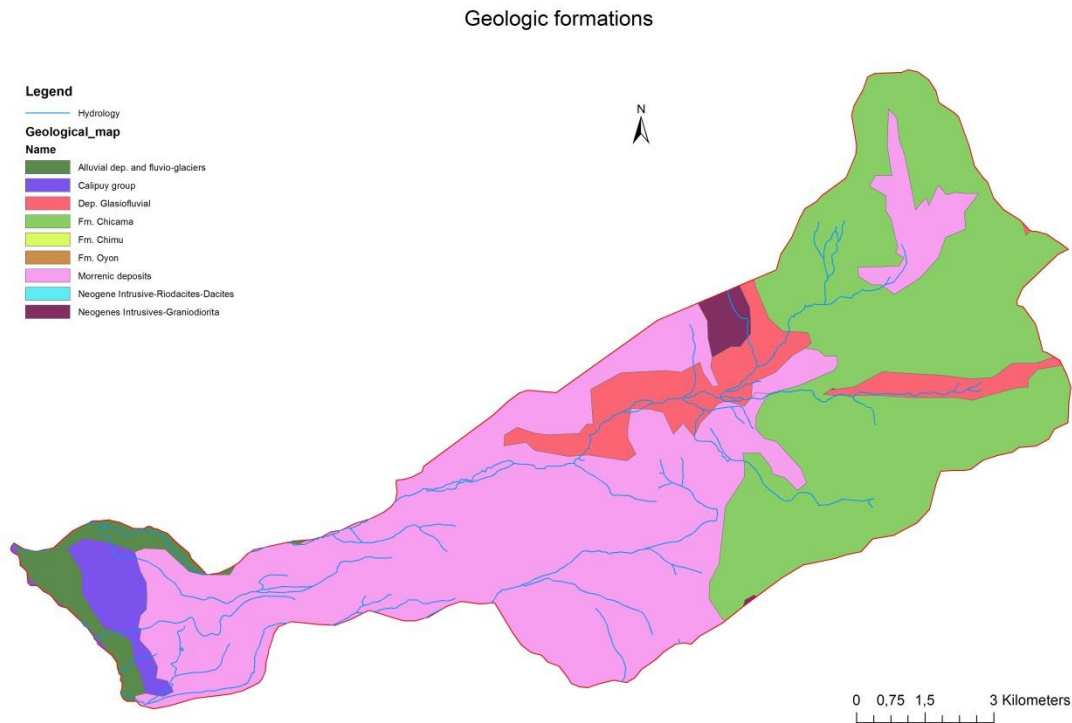 Geologic formations
Legend
Hydrology
Geological_map
Name
Alluvial dep. and fluvio-glaciers
Calipuy group
Dep. Glasiofluvial
Fm. Chicama
Fm. Chimu
Fm. Oyon
Morrenic deposits
Neogene Intrusive-Riodacites-Dacites
Neogenes Intrusives-Graniodiorita
N
0 0,75 1,5 3 Kilometers